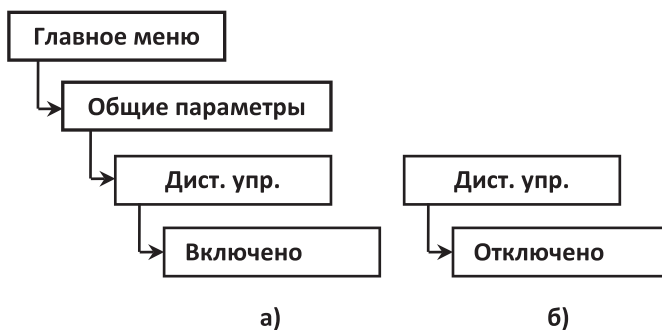 Главное меню
Общие параметры
Дист. упр.
Дист. упр.
Включено
Отключено
а)
б)